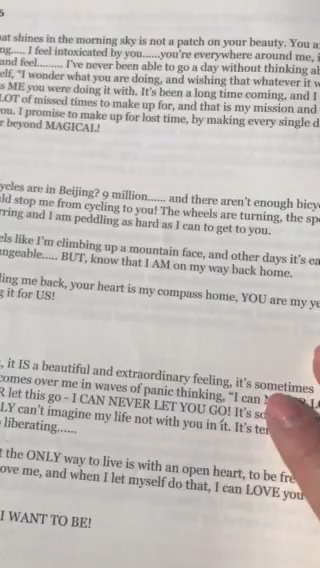 at shines in the morning sky is not a patch on your beauty. You a
ng..... I feel intoxicated by you......you're everywhere around me, i
and feel......... I've never been able to go a day without thinking ab
elf, "I wonder what you are doing, and wishing that whatever it w
s ME you were doing it with. It's been a long time coming, and I
LOT of missed times to make up for, and that is my mission and
ou. I promise to make up for lost time, by making every single d
r beyond MAGICAL!
ycles are in Beijing? 9 million...... and there aren't enough bicyc
ld stop me from cycling to you! The wheels are turning, the sp
rring and I am peddling as hard as I can to get to you.
els like I'm climbing up a mountain face, and other days it's ea
ngeable..... BUT, know that I AM on my way back home.
ling me back, your heart is my compass home, YOU are my ye
g it for US!
, it IS a beautiful and extraordinary feeling, it's sometimes
comes over me in waves of panic thinking, "I can
R let this go - I CAN NEVER LET YOU GO! It's so
LY can't imagine my life not with you in it. It's ter
liberating......
t the ONLY way to live is with an open heart, to be fre
ove me, and when I let myself do that, I can LOVE you
I WANT TO BE!